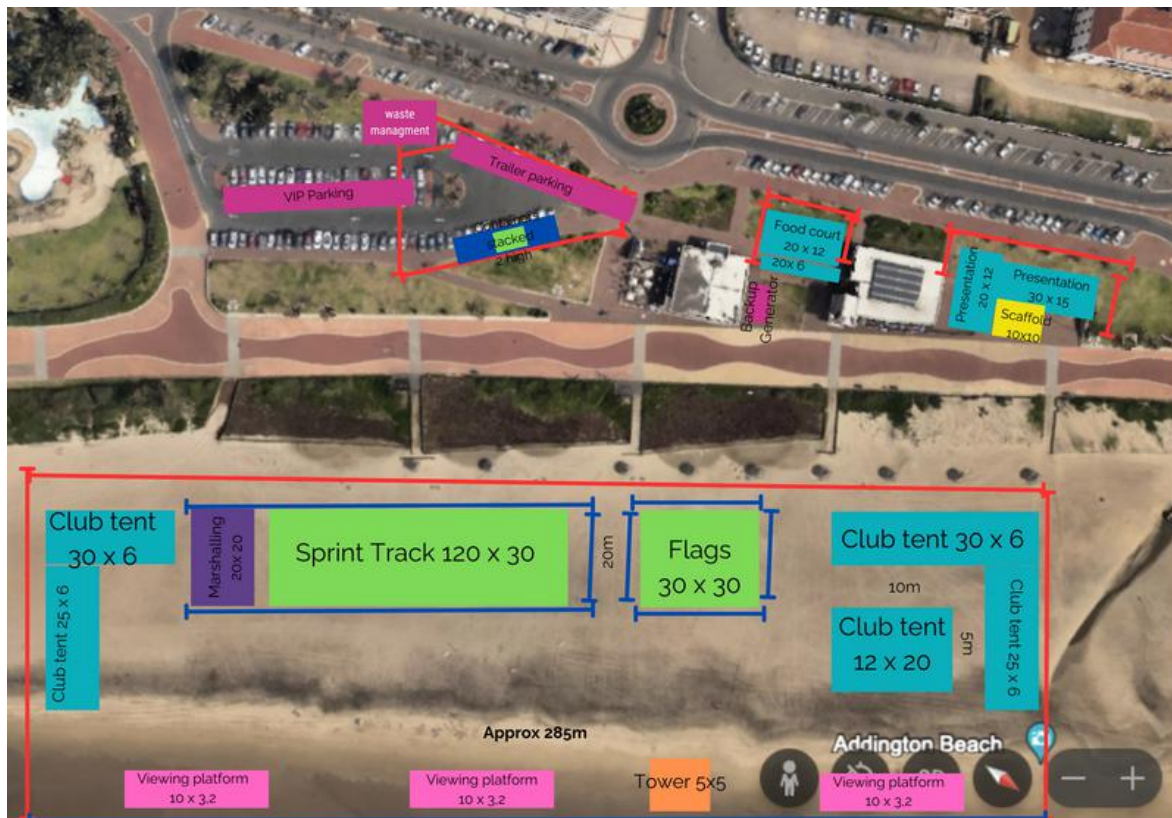 waste
managment
Trailer parking
VIP Parking
stacked
2 high
Food court
20 x 12
20x 6
Backup
Generator
Presentation
20 x 12
Presentation
30 x 15
Scaffold
10x10
Club tent
30 x 6
Marshalling
20x 20
Sprint Track 120 x 30
20m
Flags
30 x 30
Club tent 30 x 6
10m
Club tent 25 x 6
Club tent
12 x 20
5m
Club tent 25 x 6
Approx 285m
Addington Beach
Viewing platform
10 x 3,2
Viewing platform
10 x 3,2
Tower 5x5
Viewing platform
10 x 3,2